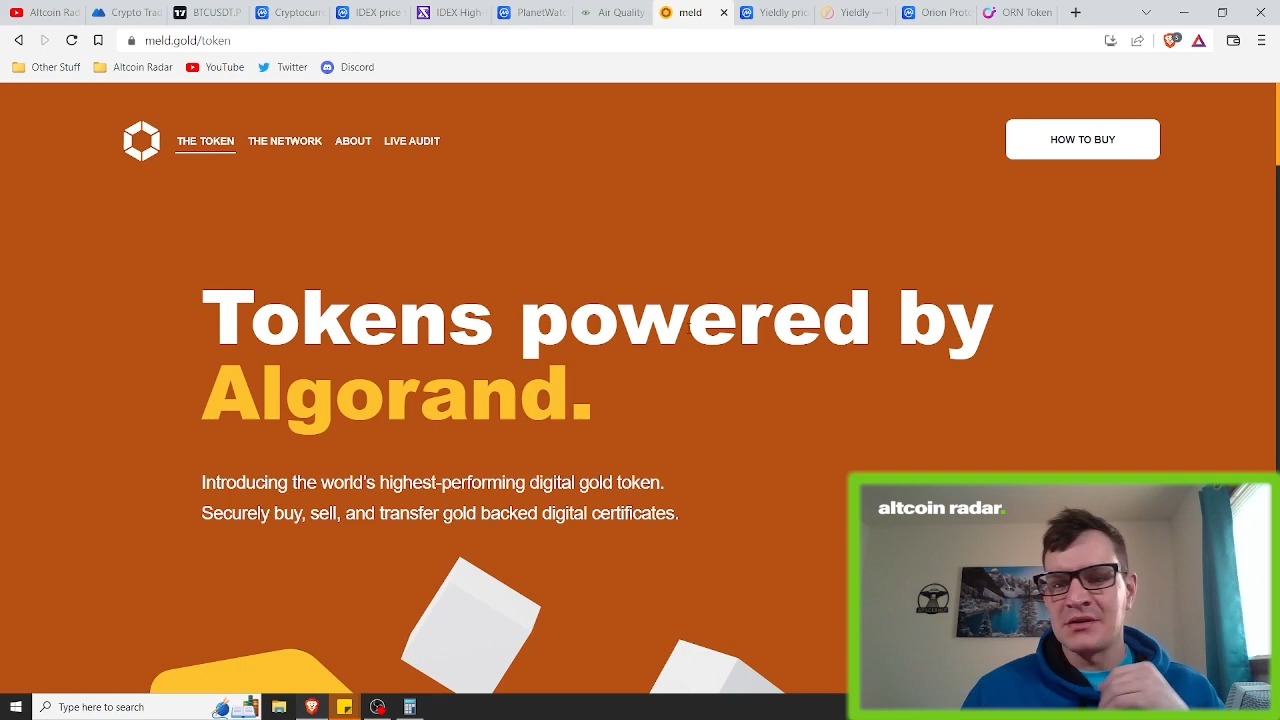 Altcoin Rad
Crypto Trad
BTCUSDT.P
Cryptocurr
IDEX price
IDEX High
PlanetWatc
Air Quality
meld
Yieldly pric
Yieldly — T
Orion Proto
ORN Token
meld.gold/token
5
Other Stuff
Altcoin Radar
YouTube
Twitter
Discord
THE TOKEN
THE NETWORK
ABOUT
LIVE AUDIT
HOW TO BUY
Tokens powered by
Algorand.
Introducing the world's highest-performing digital gold token.
Securely buy, sell, and transfer gold backed digital certificates.
altcoin radar.
Type here to search